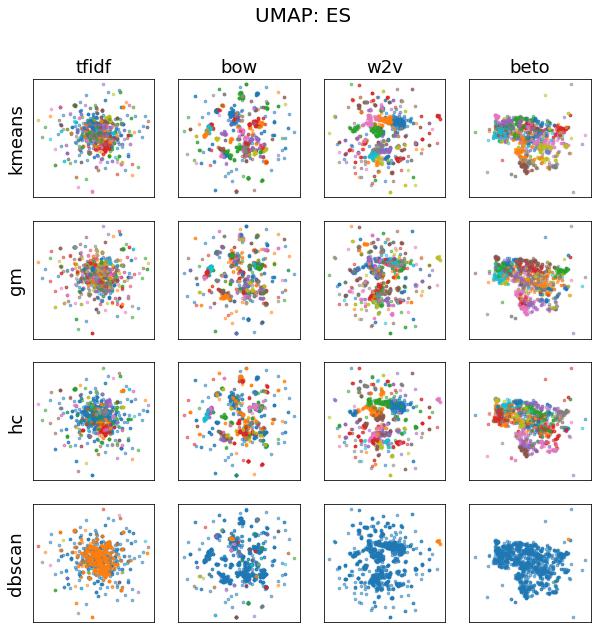 UMAP: ES
tfidf
bow
w2v
beto
kmeans
gm
hc
dbscan